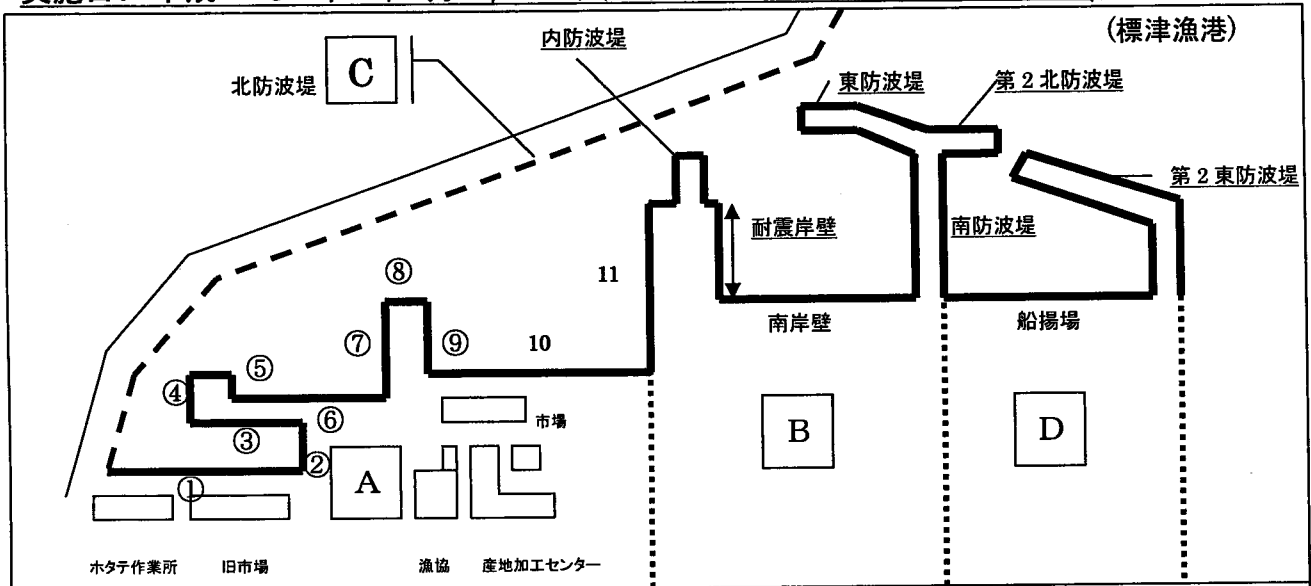 (標津漁港)
内防波堤
北防波堤
C
東防波堤
第2北防波堤
第2東防波堤
耐震岸壁
南防波堤
11
⑧
南岸壁
船揚場
⑦
⑨
10
⑤
④
⑥
市場
③
②
①
A
B
D
ホタテ作業所
旧市場
漁協
産地加工センター